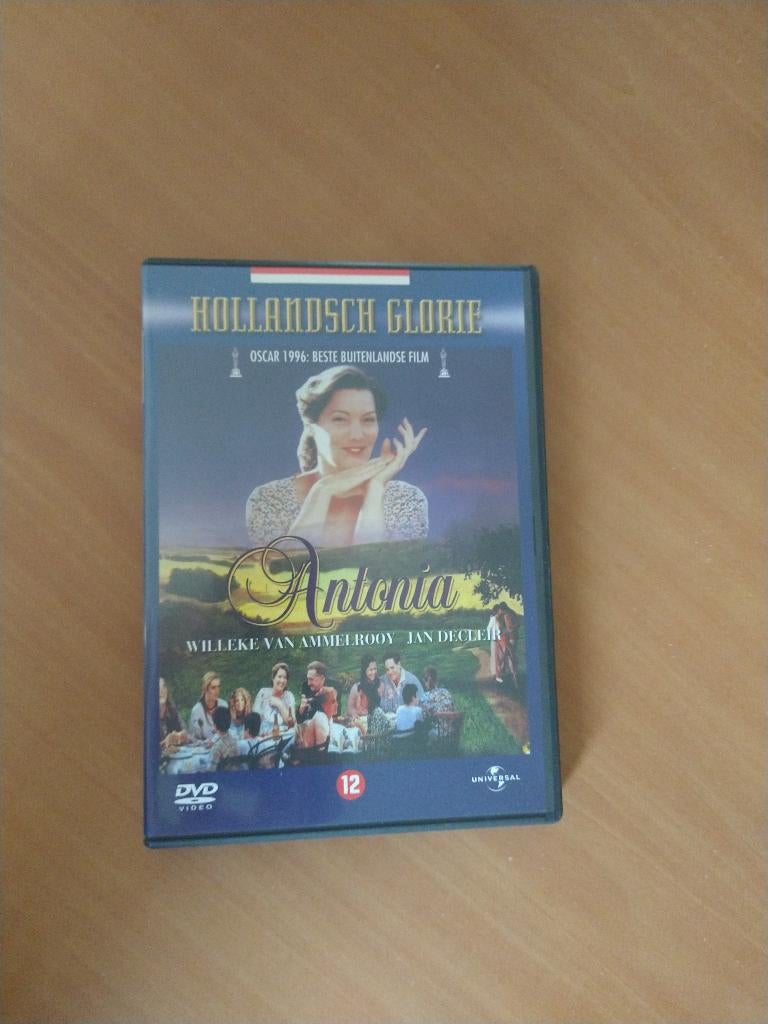 HOLLANDSCH GLORIE
OSCAR 1996: BESTE BUITENLANDSE FILM
Antonia
WILLEKE VAN AMMELROOY JAN DECLEIR
DVD
VIDEO
12
UNIVERSAL